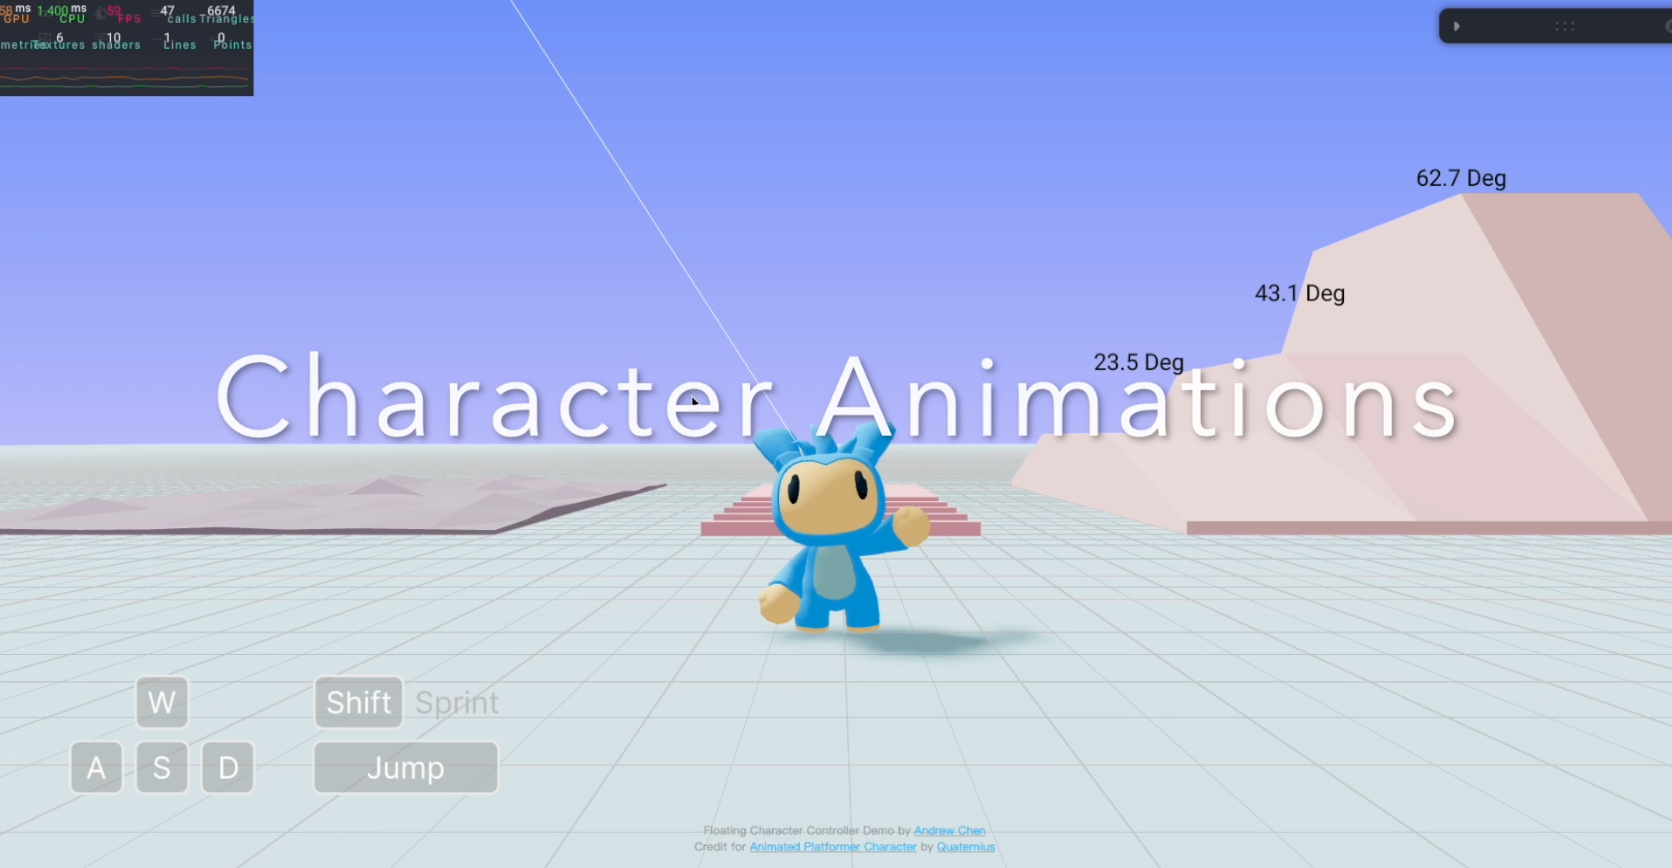 58 ms 1.400 ms 59 47 6674
GPU CPU FPS calls Triangles
6 10 1 0
metries Textures shaders Lines Points
62.7 Deg
43.1 Deg
23.5 Deg
Character Animations
W
Shift Sprint
A S D
Jump
Floating Character Controller Demo by Andrew Chen
Credit for Animated Platformer Character by Quaternius